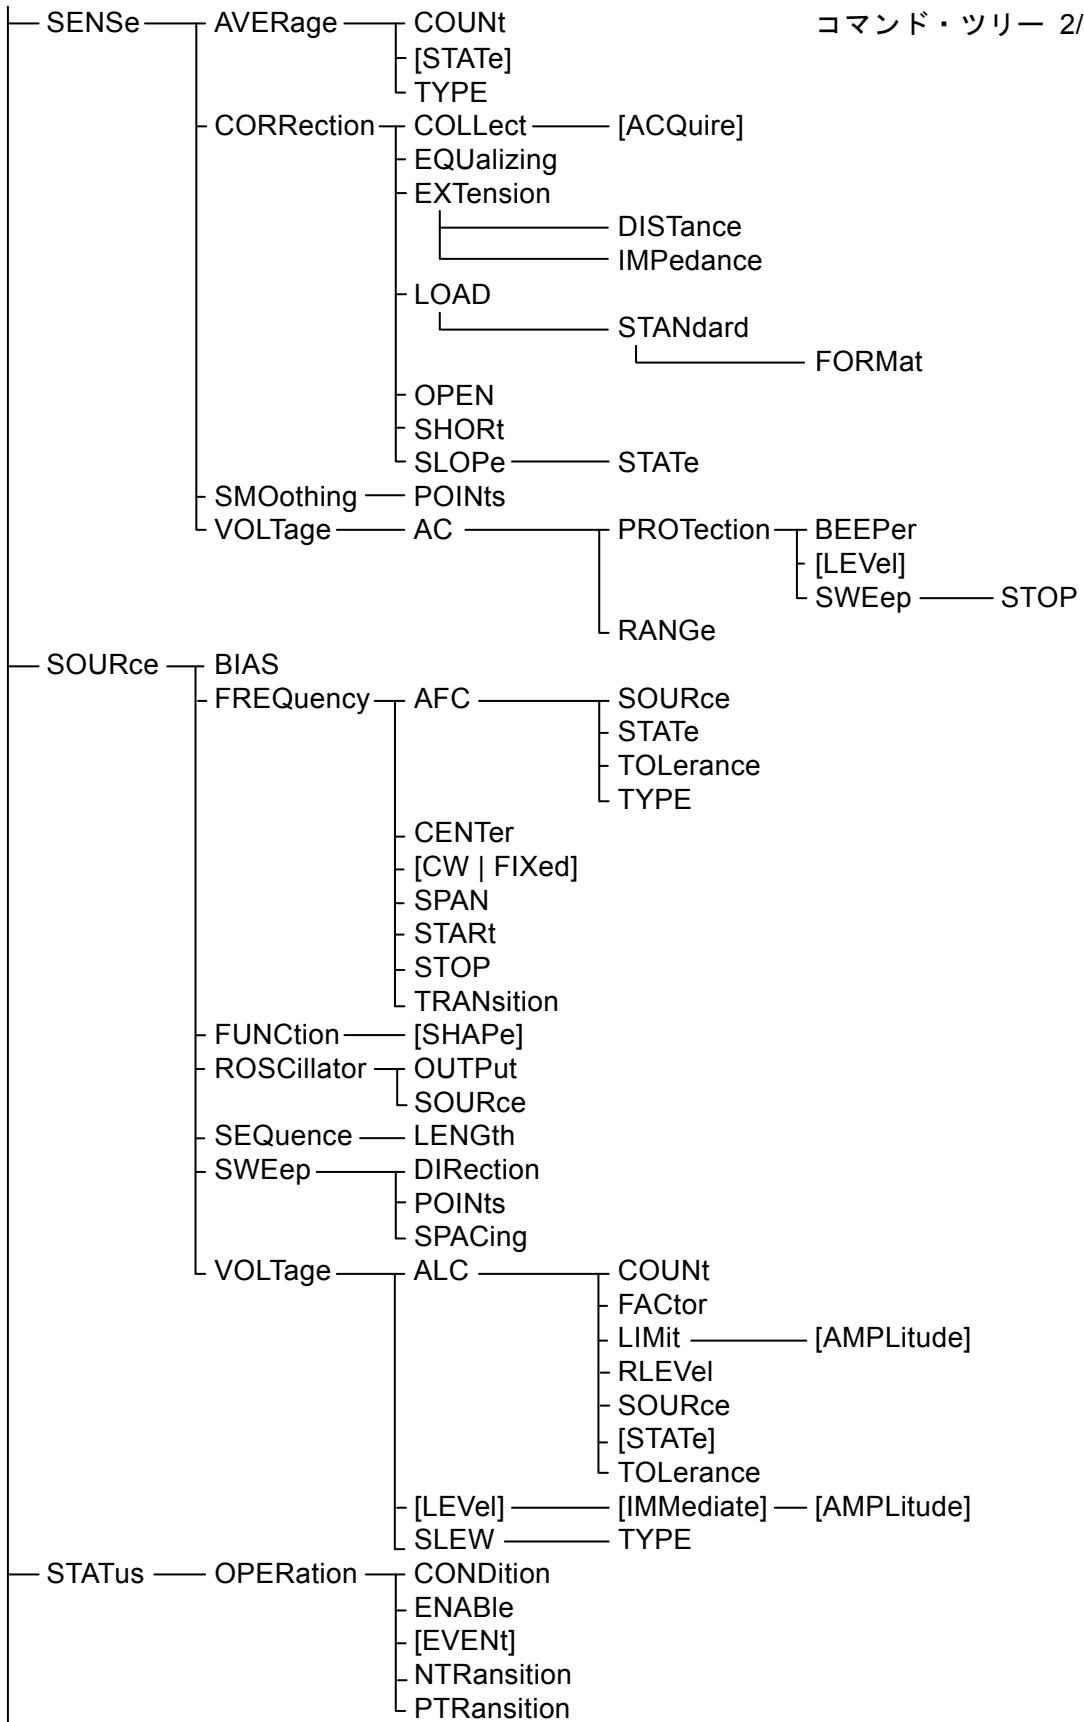 SENSe AVERage COUNt コマンド・ツリー 2/
[STATe]
TYPE
CORRection COLLect [ACQuire]
EQUalizing
EXTension
DISTance
IMPedance
LOAD
STANdard
FORMat
OPEN
SHORt
SLOPe STATe
SMOothing POINts
VOLTage AC PROTection BEEPer
[LEVel]
SWEep STOP
RANGe
SOURce BIAS
FREQuency AFC SOURce
STATe
TOLerance
TYPE
CENTer
[CW | FIXed]
SPAN
STARt
STOP
TRANsition
FUNCtion [SHAPe]
ROSCillator OUTPut
SOURce
SEQuence LENGth
SWEep DIRection
POINts
SPACing
VOLTage ALC COUNt
FACtor
LIMit [AMPLitude]
RLEVel
SOURce
[STATe]
TOLerance
[LEVel] [IMMediate] [AMPLitude]
SLEW TYPE
STATus OPERation CONDition
ENABle
[EVENt]
NTRansition
PTRansition